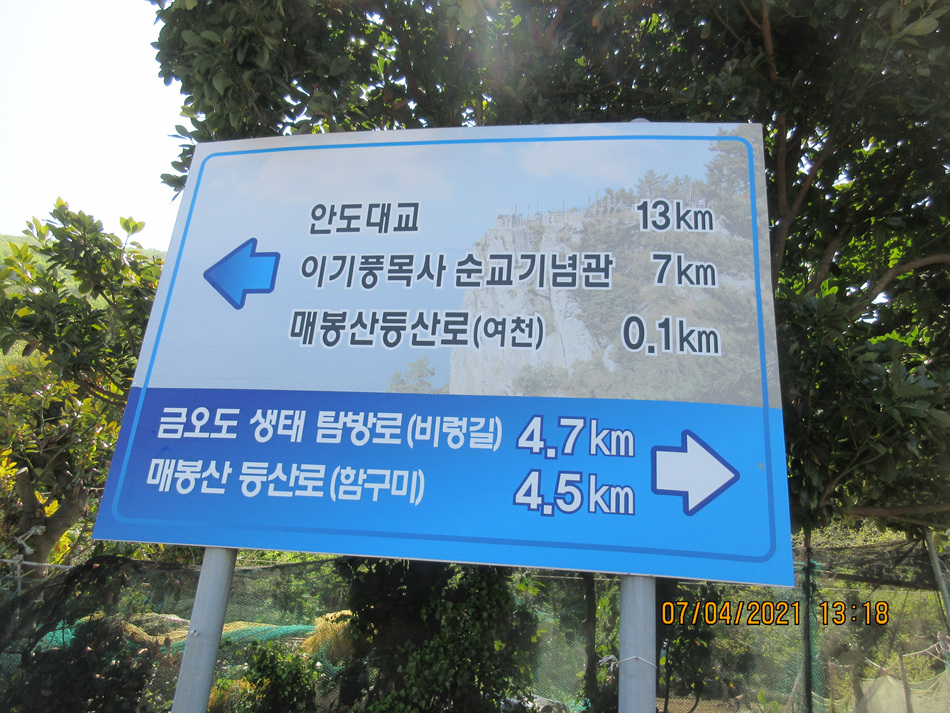 안도대교 13km
이기풍목사 순교기념관 7km
매봉산등산로(여천) 0.1km
금오도 생태 탐방로(비렁길) 4.7km
매봉산 등산로(함구미) 4.5km
07/04/2021 13:18